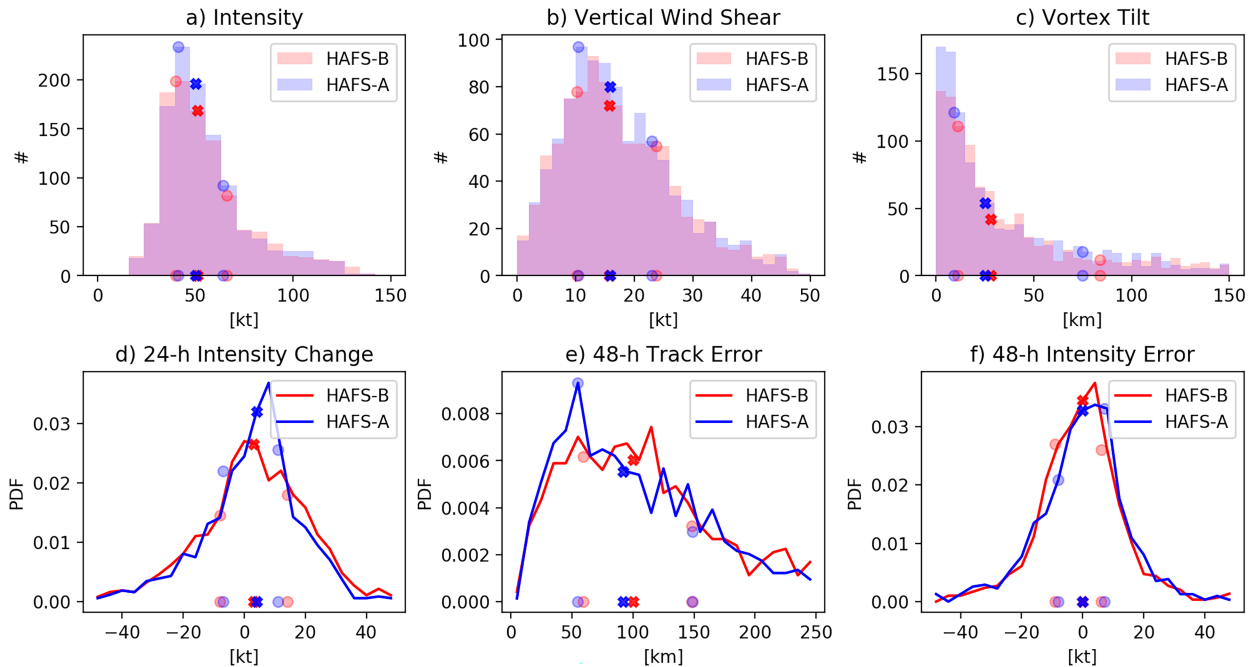 a) Intensity
HAFS-B
HAFS-A
200
150
100
50
0
#
0 50 100 150
[kt]
b) Vertical Wind Shear
HAFS-B
HAFS-A
100
80
60
40
20
0
#
0 10 20 30 40 50
[kt]
c) Vortex Tilt
HAFS-B
HAFS-A
150
100
50
0
#
0 50 100 150
[km]
d) 24-h Intensity Change
HAFS-B
HAFS-A
0.03
0.02
0.01
0.00
PDF
−40 −20 0 20 40
[kt]
e) 48-h Track Error
HAFS-B
HAFS-A
0.008
0.006
0.004
0.002
0.000
PDF
0 50 100 150 200 250
[km]
f) 48-h Intensity Error
HAFS-B
HAFS-A
0.03
0.02
0.01
0.00
PDF
−40 −20 0 20 40
[kt]